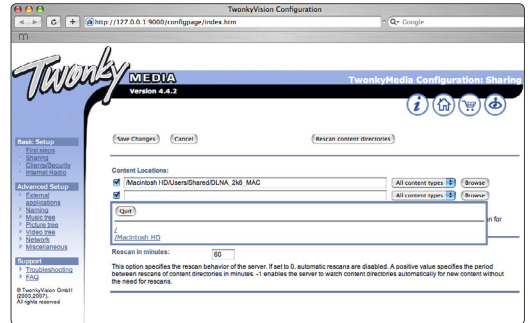 TwonkyVision Configuration
http://127.0.0.1:9000/configpage/index.htm
Q- Google
Twonky
MEDIA
Version 4.4.2
TwonkyMedia Configuration: Sharing
Save Changes
Cancel
Rescan content directories
Basic Setup
First steps
Sharing
Clients/Security
Internet Radio
Advanced Setup
External applications
Naming
Music tree
Picture tree
Video tree
Network
Miscellaneous
Support
Troubleshooting
FAQ
© TwonkyVision GmbH
(2003,2007).
All rights reserved
Content Locations:
/Macintosh HD/Users/Shared/DLNA_2k8_MAC
All content types
Browse
All content types
Browse
Quit
/
/Macintosh HD
an for
Rescan in minutes:
60
This option specifies the rescan behavior of the server. If set to 0, automatic rescans are disabled. A positive value specifies the period
between rescans of content directories in minutes. -1 enables the server to watch content directories automatically for new content without
the need for rescans.